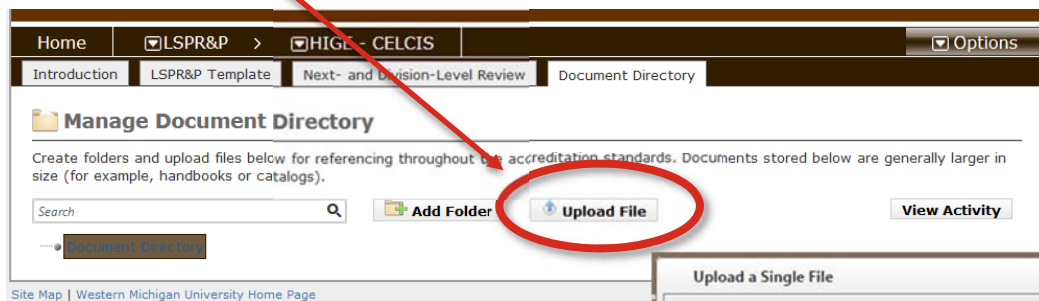 Home LSPR&P > HIGE - CELCIS Options
Introduction LSPR&P Template Next- and Division-Level Review Document Directory
Manage Document Directory
Create folders and upload files below for referencing throughout the accreditation standards. Documents stored below are generally larger in
size (for example, handbooks or catalogs).
Search Add Folder Upload File View Activity
Document Directory
Upload a Single File
Site Map | Western Michigan University Home Page